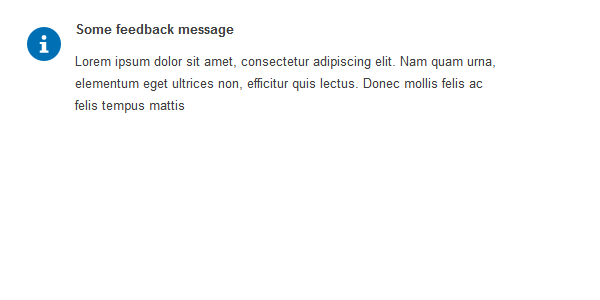 Some feedback message
Lorem ipsum dolor sit amet, consectetur adipiscing elit. Nam quam urna,
elementum eget ultrices non, efficitur quis lectus. Donec mollis felis ac
felis tempus mattis